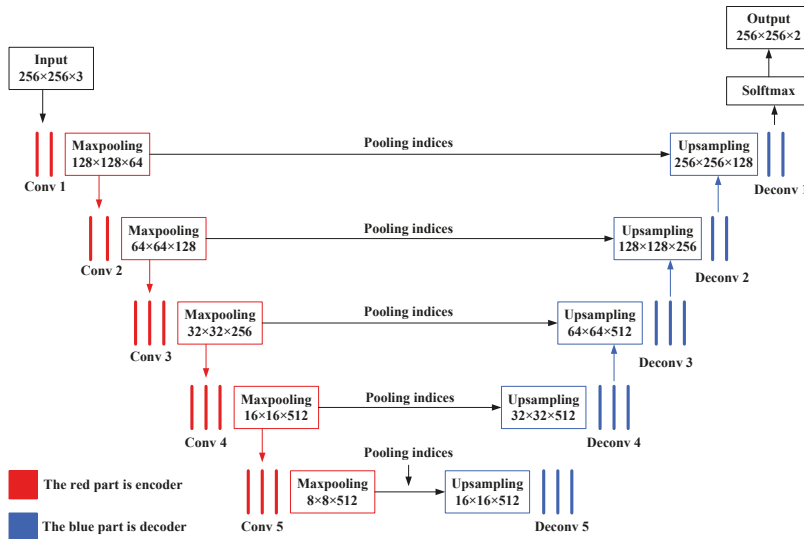 Output
256×256×2
Input
256×256×3
Solftmax
Maxpooling
128×128×64
Pooling indices
Upsampling
256×256×128
Conv 1
Deconv 1
Maxpooling
64×64×128
Pooling indices
Upsampling
128×128×256
Conv 2
Deconv 2
Maxpooling
32×32×256
Pooling indices
Upsampling
64×64×512
Conv 3
Deconv 3
Maxpooling
16×16×512
Pooling indices
Upsampling
32×32×512
Conv 4
Deconv 4
Pooling indices
Maxpooling
8×8×512
Upsampling
16×16×512
Conv 5
Deconv 5
The red part is encoder
The blue part is decoder